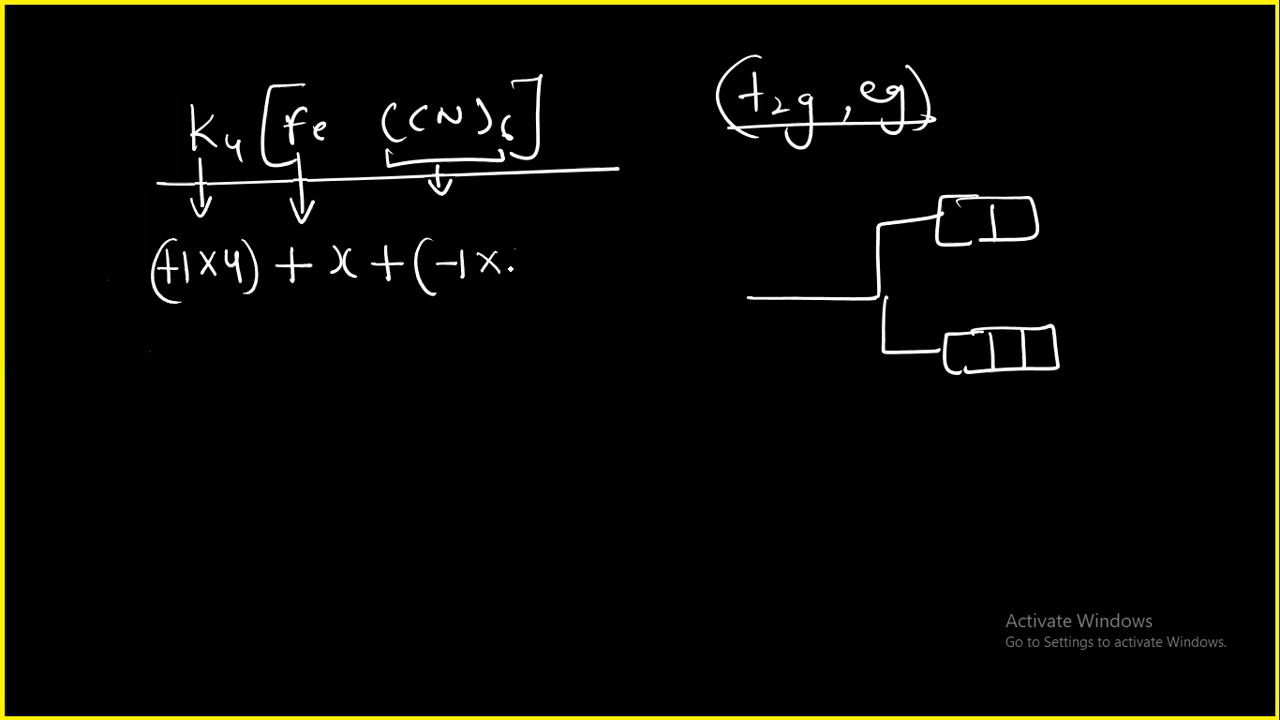 K₄[Fe (CN)₆]
(t₂g, eg)
(+1×4) + x + (-1×.
Activate Windows
Go to Settings to activate Windows.